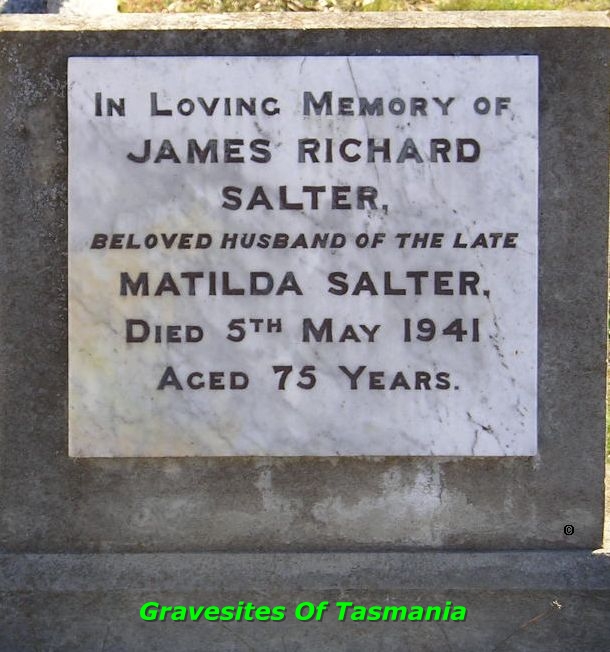 In Loving Memory of
JAMES RICHARD
SALTER,
BELOVED HUSBAND OF THE LATE
MATILDA SALTER,
Died 5th May 1941
Aged 75 Years.
©
Gravesites Of Tasmania